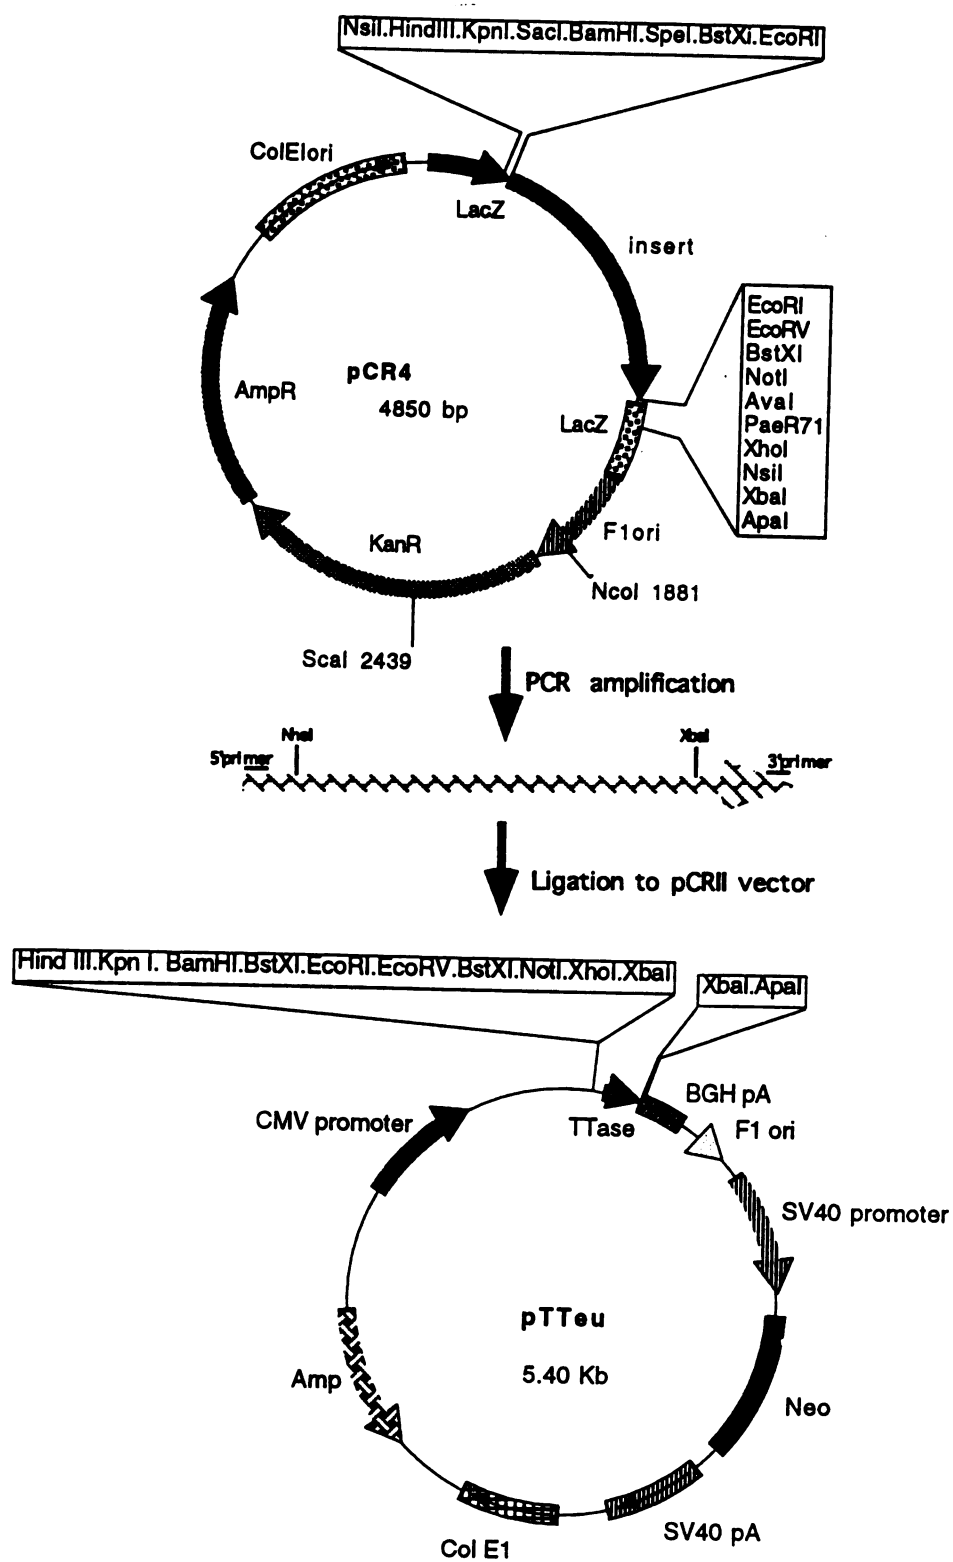 NsiI.HindIII.KpnI.SacI.BamHI.SpeI.BstXi.EcoRI
ColEIori
LacZ
insert
EcoRI
EcoRV
BstXI
NotI
AvaI
PaeR71
XhoI
NsiI
XbaI
ApaI
pCR4
4850 bp
AmpR
LacZ
F1ori
KanR
NcoI 1881
ScaI 2439
PCR amplification
NheI
XbaI
5'primer
3'primer
Ligation to pCRII vector
Hind III.Kpn I. BamHI.BstXI.EcoRI.EcoRV.BstXI.NotI.XhoI.XbaI
XbaI.ApaI
BGH pA
CMV promoter
TTase
F1 ori
SV40 promoter
pTTeu
5.40 Kb
Amp
Neo
SV40 pA
Col E1